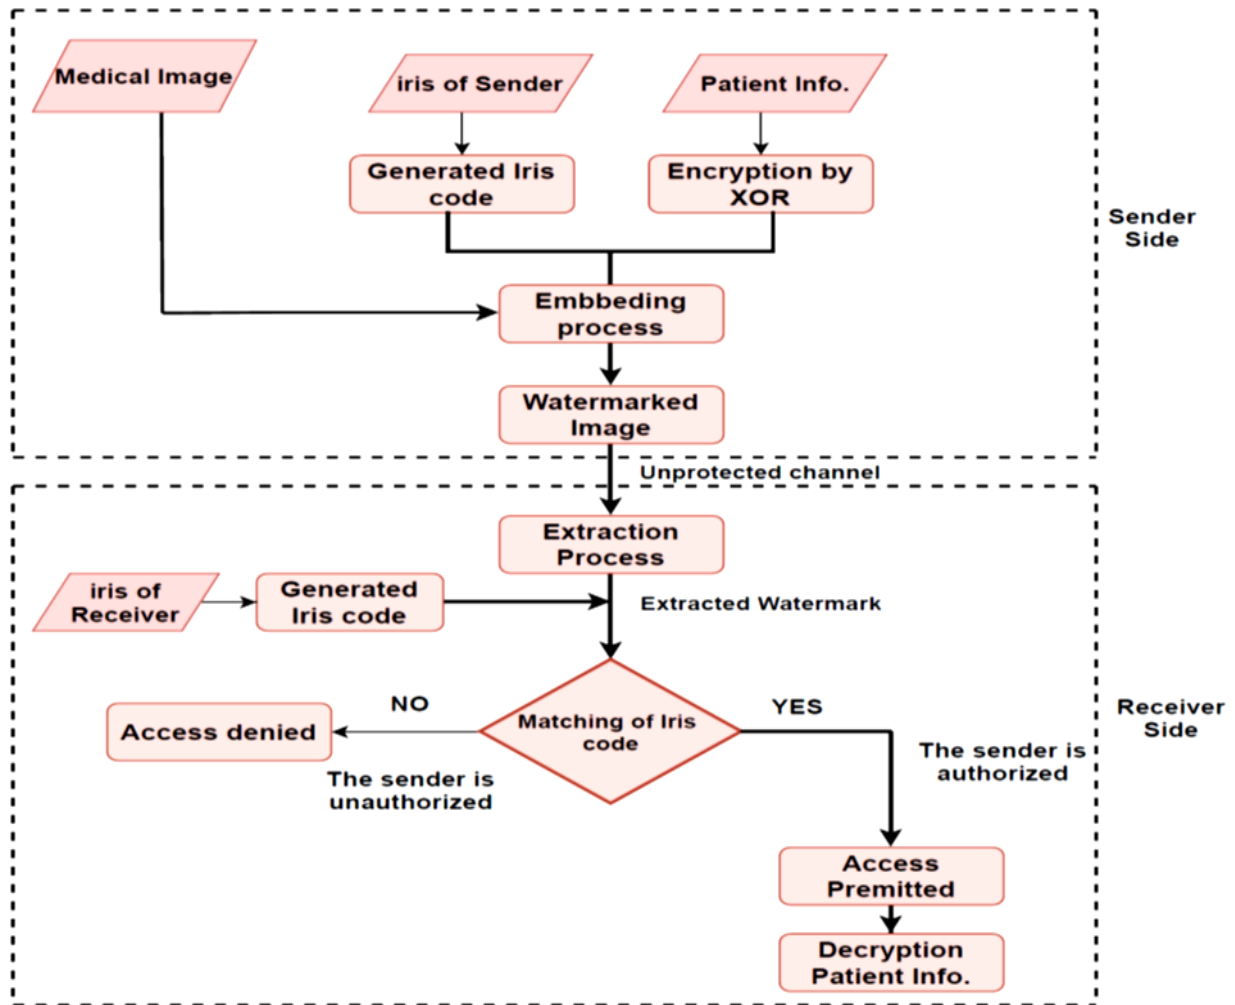 Medical Image
iris of Sender
Patient Info.
Generated Iris
code
Encryption by
XOR
Sender
Side
Embbeding
process
Watermarked
Image
Unprotected channel
Extraction
Process
iris of
Receiver
Generated
Iris code
Extracted Watermark
NO
YES
Matching of Iris
code
Access denied
The sender is
unauthorized
The sender is
authorized
Receiver
Side
Access
Premitted
Decryption
Patient Info.